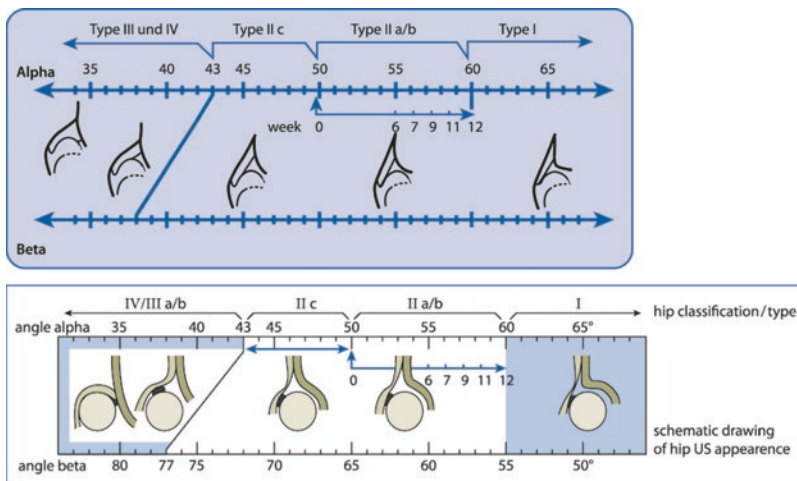 Type III und IV Type II c Type II a/b Type I
Alpha 35 40 43 45 50 55 60 65
week 0 6 7 9 11 12
Beta
IV/III a/b II c II a/b I hip classification/type
angle alpha 35 40 43 45 50 55 60 65°
0 6 7 9 11 12
schematic drawing
of hip US appearence
angle beta 80 77 75 70 65 60 55 50°